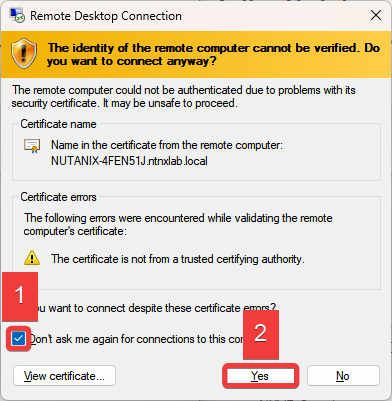 Remote Desktop Connection
The identity of the remote computer cannot be verified. Do
you want to connect anyway?
The remote computer could not be authenticated due to problems with its
security certificate. It may be unsafe to proceed.
Certificate name
Name in the certificate from the remote computer:
NUTANIX-4FEN51J.ntnxlab.local
Certificate errors
The following errors were encountered while validating the remote
computer's certificate:
The certificate is not from a trusted certifying authority.
1
you want to connect despite these certificate errors?
2
Don't ask me again for connections to this
View certificate...
Yes
No